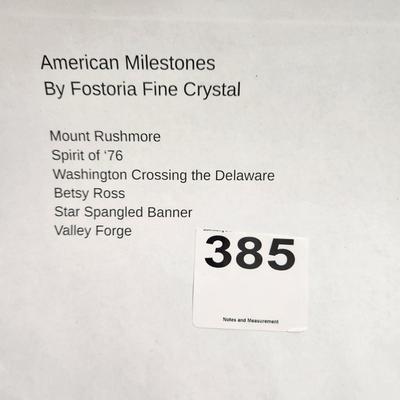 American Milestones
By Fostoria Fine Crystal
Mount Rushmore
Spirit of ‘76
Washington Crossing the Delaware
Betsy Ross
Star Spangled Banner
Valley Forge
385
Notes and Measurement